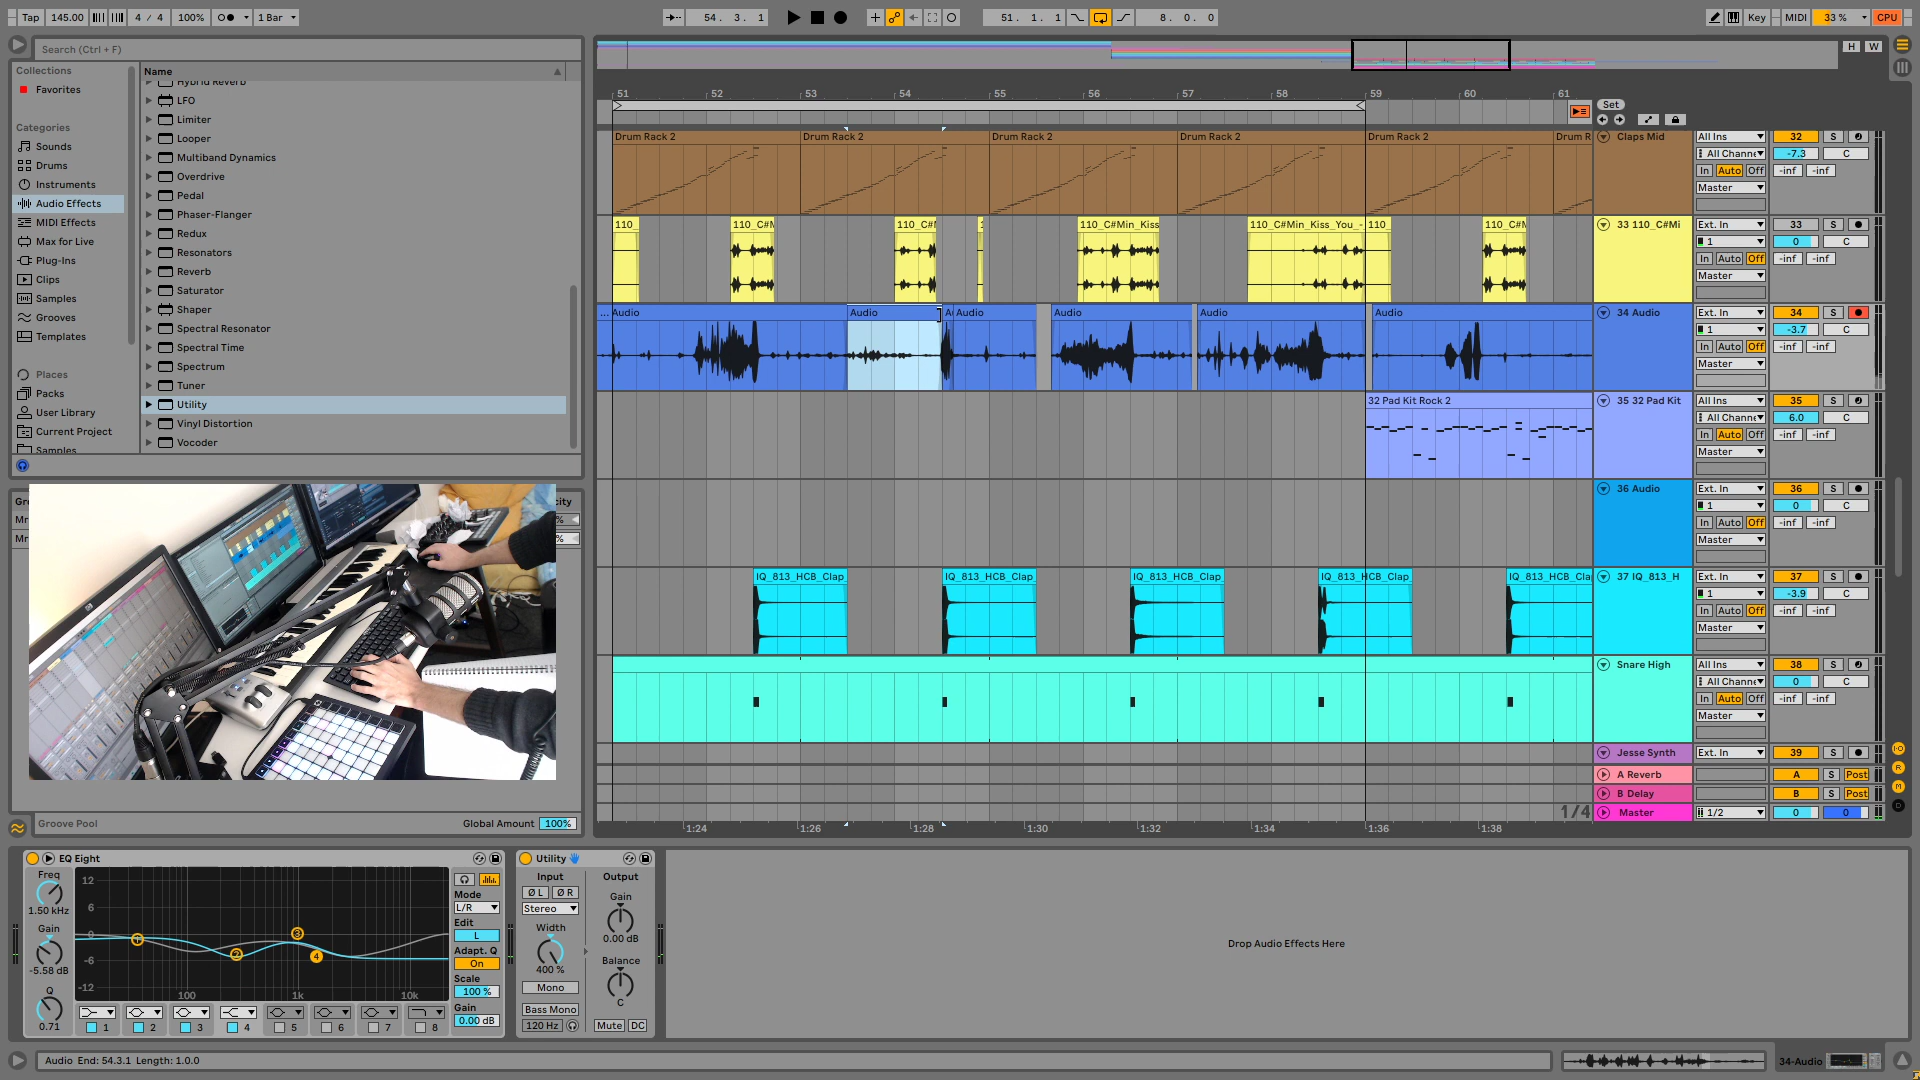 Tap 145.00 4 / 4 100% 1 Bar 54. 3. 1 51. 1. 1 8. 0. 0 Key MIDI 33 % CPU
Search (Ctrl + F)
H W
Collections
Favorites
Categories
Sounds
Drums
Instruments
Audio Effects
MIDI Effects
Max for Live
Plug-Ins
Clips
Samples
Grooves
Templates
Places
Packs
User Library
Current Project
Samples
Name
Hybrid Reverb
LFO
Limiter
Looper
Multiband Dynamics
Overdrive
Pedal
Phaser-Flanger
Redux
Resonators
Reverb
Saturator
Shaper
Spectral Resonator
Spectral Time
Spectrum
Tuner
Utility
Vinyl Distortion
Vocoder
Groove Pool Global Amount 100%
51 52 53 54 55 56 57 58 59 60 61
Set
Drum Rack 2 Drum Rack 2 Drum Rack 2 Drum Rack 2 Drum Rack 2 Drum R
Claps Mid All Ins 32 S
All Channe -7.3 C
In Auto Off -inf -inf
Master
110_ 110_C#M 110_C#M 110_C#Min_Kiss 110_C#Min_Kiss_You_- 110_ 110_C#M
33 110_C#Mi Ext. In 33 S
1 0 C
In Auto Off -inf -inf
Master
... Audio Audio Au Audio Audio Audio Audio
34 Audio Ext. In 34 S
1 -3.7 C
In Auto Off -inf -inf
Master
32 Pad Kit Rock 2
35 32 Pad Kit All Ins 35 S
All Channe 6.0 C
In Auto Off -inf -inf
Master
36 Audio Ext. In 36 S
1 0 C
In Auto Off -inf -inf
Master
IQ_813_HCB_Clap IQ_813_HCB_Clap IQ_813_HCB_Clap IQ_813_HCB_Clap IQ_813_HCB_Cla
37 IQ_813_H Ext. In 37 S
1 -3.9 C
In Auto Off -inf -inf
Master
Snare High All Ins 38 S
All Channe 0 C
In Auto Off -inf -inf
Master
Jesse Synth Ext. In 39 S
A Reverb A S Post
B Delay B S Post
1/4 Master 1/2 0 0
1:24 1:26 1:28 1:30 1:32 1:34 1:36 1:38
EQ Eight
Freq
1.50 kHz
Gain
-5.58 dB
Q
0.71
12
6
0
-6
-12
100 1k 10k
1 2 3 4 5 6 7 8
Mode
L/R
Edit
L
Adapt. Q
On
Scale
100 %
Gain
0.00 dB
Utility
Input
Ø L Ø R
Stereo
Width
400 %
Mono
Bass Mono
120 Hz
Output
Gain
0.00 dB
Balance
C
Mute DC
Drop Audio Effects Here
Audio End: 54.3.1 Length: 1.0.0
34-Audio